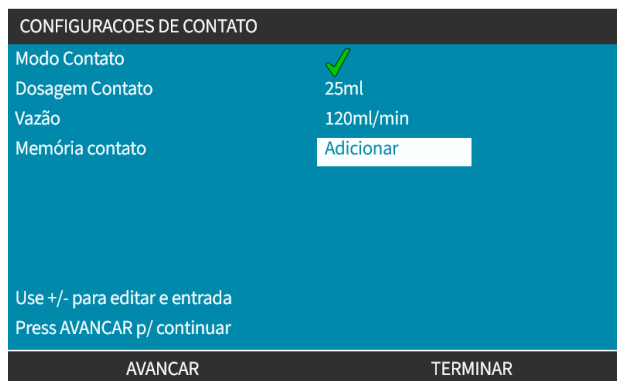 CONFIGURACOES DE CONTATO
Modo Contato
Dosagem Contato 25ml
Vazão 120ml/min
Memória contato Adicionar
Use +/- para editar e entrada
Press AVANCAR p/ continuar
AVANCAR TERMINAR